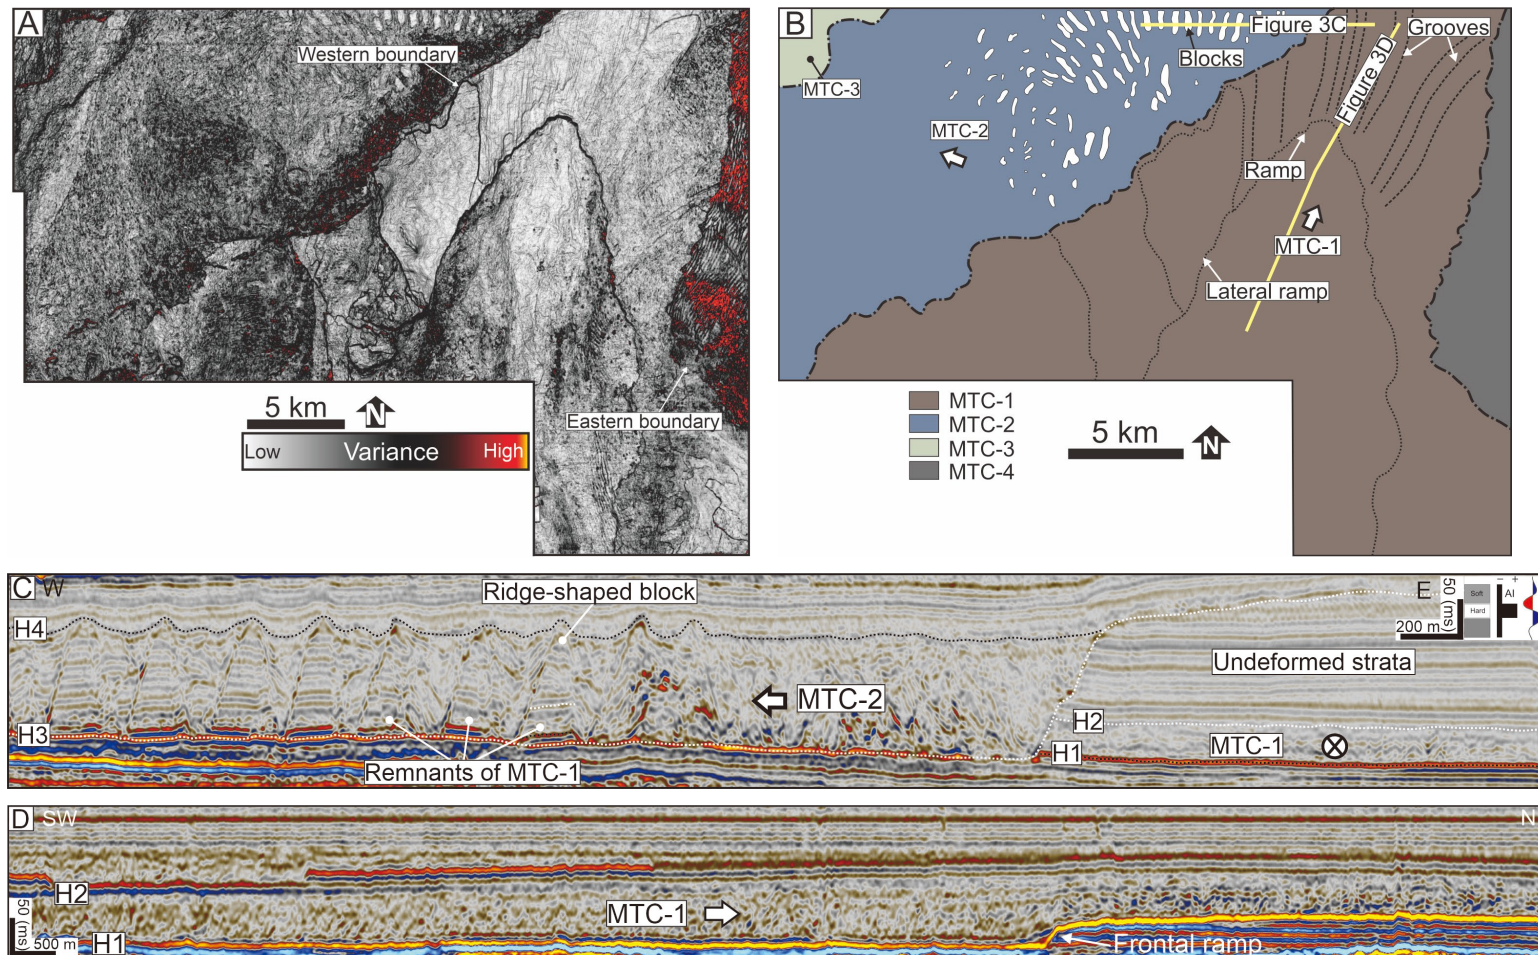 A
Western boundary
Eastern boundary
5 km
N
Low
Variance
High
B
Figure 3C
Grooves
Blocks
Figure 3D
MTC-3
MTC-2
Ramp
MTC-1
Lateral ramp
MTC-1
MTC-2
MTC-3
MTC-4
5 km
N
C W
Ridge-shaped block
E
50 (ms)
200 m
Soft
Hard
- +
AI
H4
Undeformed strata
MTC-2
H3
H2
MTC-1
H1
Remnants of MTC-1
D SW
N
H2
MTC-1
50 (ms)
500 m
H1
Frontal ramp